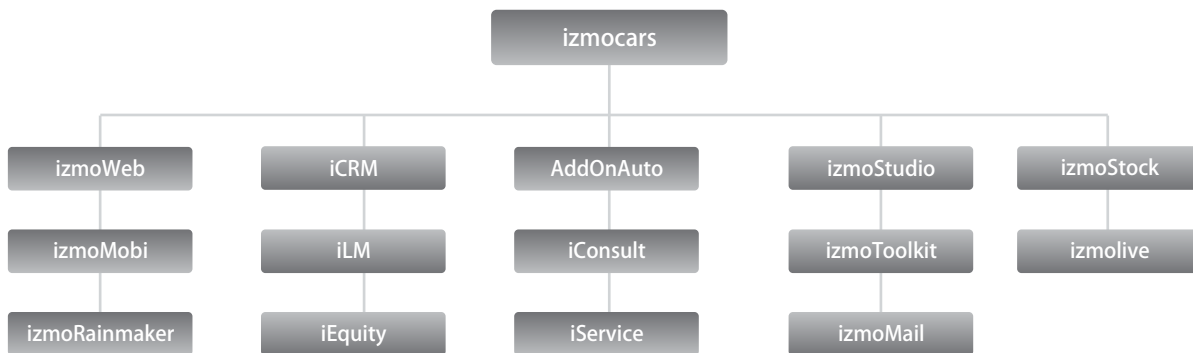 izmocars
izmoWeb
iCRM
AddOnAuto
izmoStudio
izmoStock
izmoMobi
iLM
iConsult
izmoToolkit
izmolive
izmoRainmaker
iEquity
iService
izmoMail